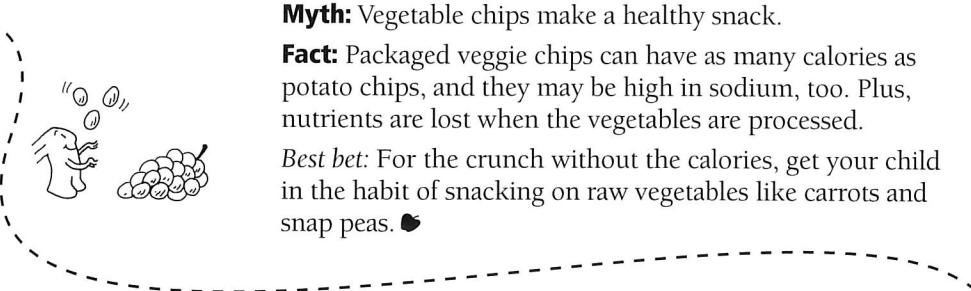 Myth: Vegetable chips make a healthy snack.
Fact: Packaged veggie chips can have as many calories as
potato chips, and they may be high in sodium, too. Plus,
nutrients are lost when the vegetables are processed.
Best bet: For the crunch without the calories, get your child
in the habit of snacking on raw vegetables like carrots and
snap peas.